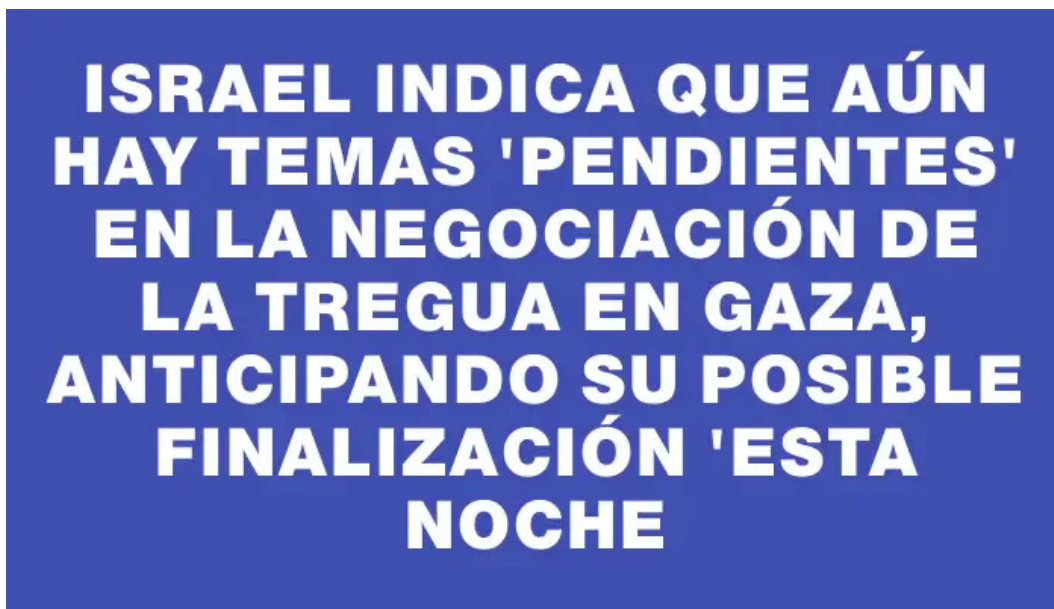 ISRAEL INDICA QUE AÚN
HAY TEMAS 'PENDIENTES'
EN LA NEGOCIACIÓN DE
LA TREGUA EN GAZA,
ANTICIPANDO SU POSIBLE
FINALIZACIÓN 'ESTA
NOCHE